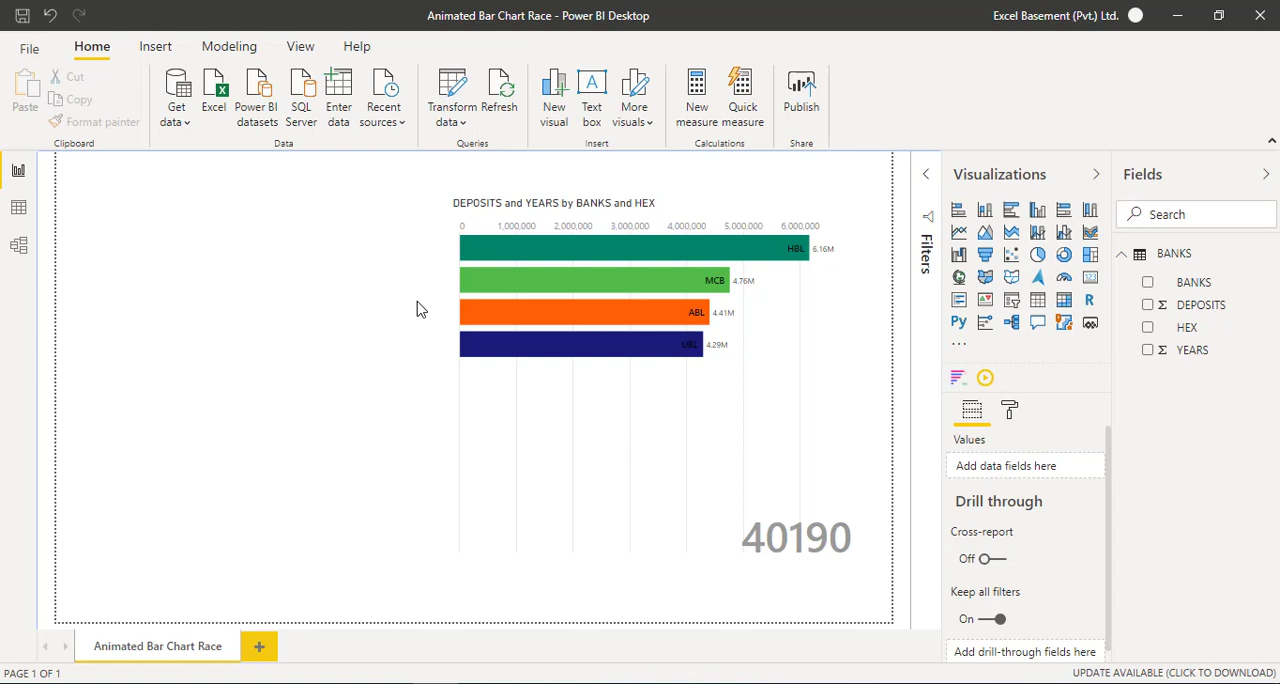 Animated Bar Chart Race - Power BI Desktop
Excel Basement (Pvt.) Ltd.
File Home Insert Modeling View Help
Paste
Cut
Copy
Format painter
Clipboard
Get data
Excel
Power BI datasets
SQL Server
Enter data
Recent sources
Data
Transform data
Refresh
Queries
New visual
Text box
More visuals
Insert
New measure
Quick measure
Calculations
Publish
Share
DEPOSITS and YEARS by BANKS and HEX
0 1,000,000 2,000,000 3,000,000 4,000,000 5,000,000 6,000,000
HBL 6.16M
MCB 4.76M
ABL 4.41M
UBL 4.29M
40190
Filters
Visualizations
R
Py
123
Values
Add data fields here
Drill through
Cross-report
Off
Keep all filters
On
Add drill-through fields here
Fields
Search
BANKS
BANKS
Σ DEPOSITS
HEX
Σ YEARS
Animated Bar Chart Race
PAGE 1 OF 1
UPDATE AVAILABLE (CLICK TO DOWNLOAD)